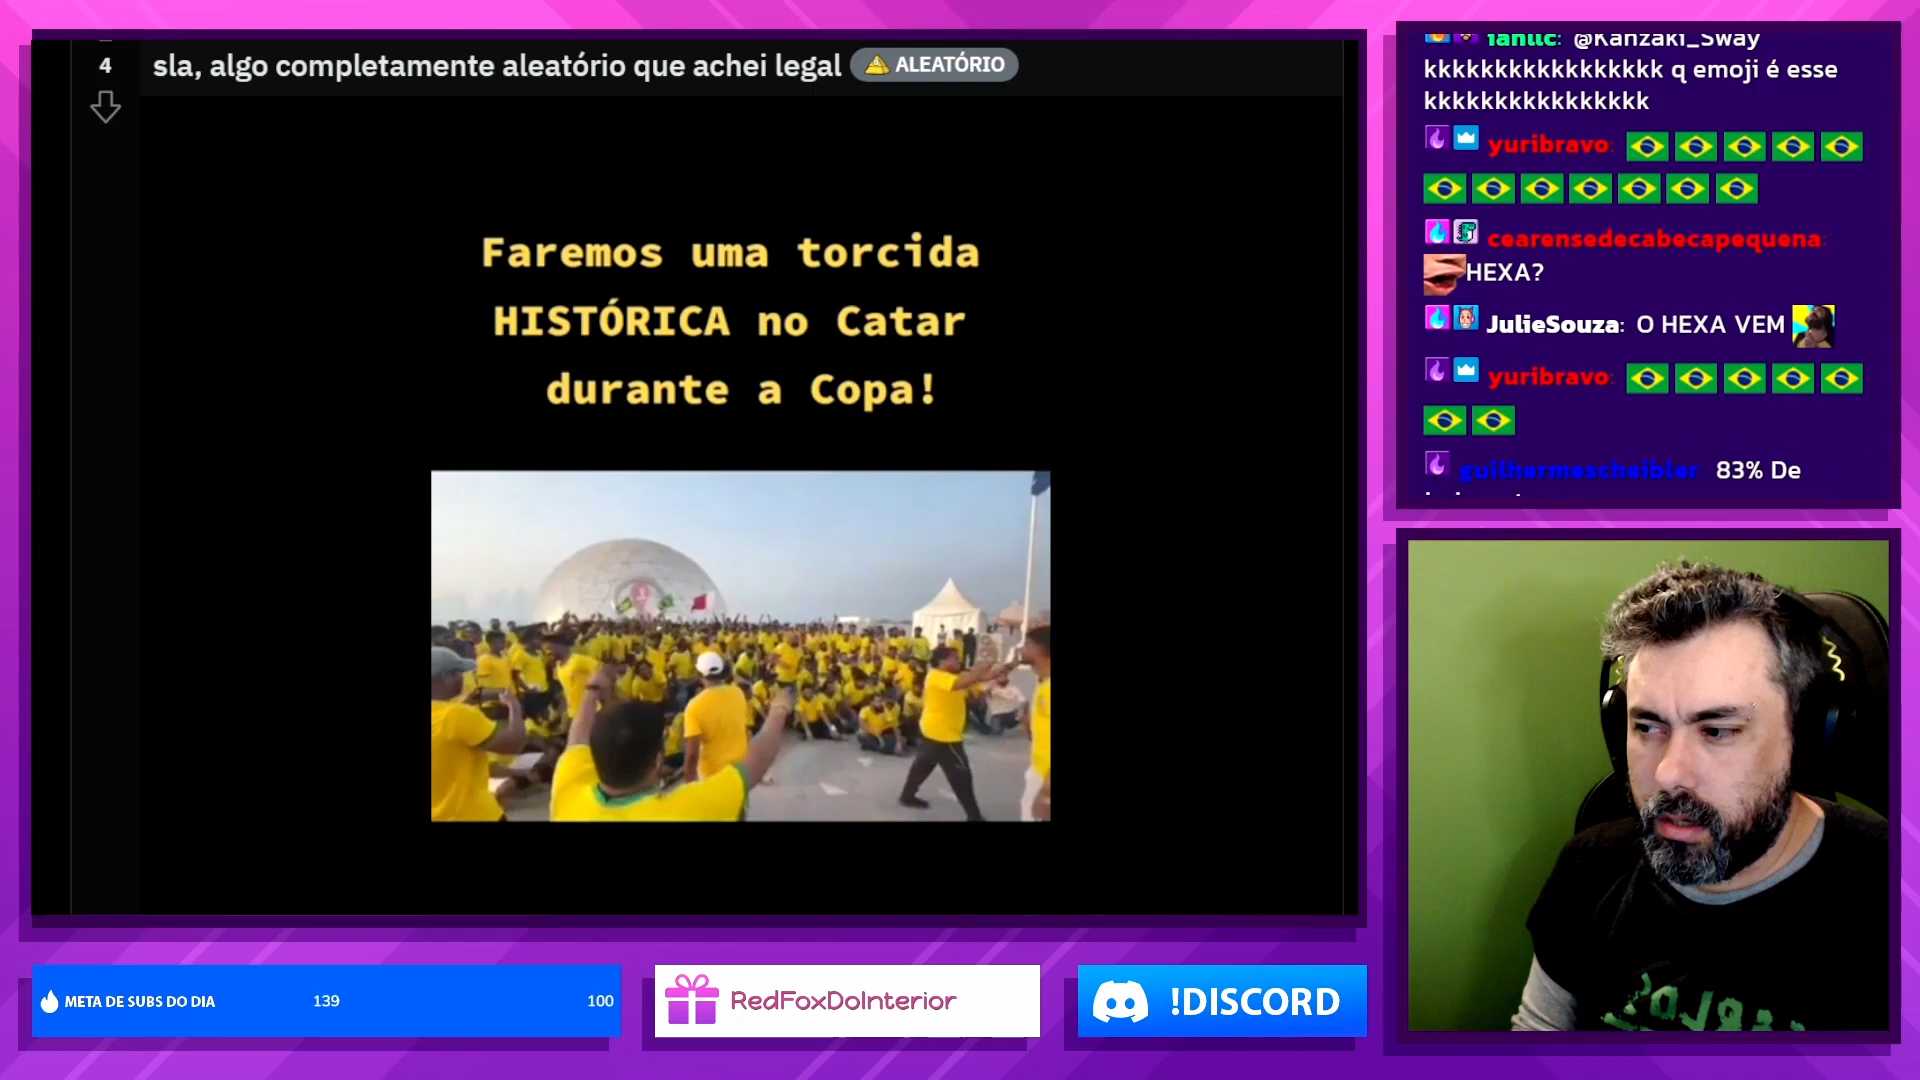 4
sla, algo completamente aleatório que achei legal ALEATÓRIO
Faremos uma torcida
HISTÓRICA no Catar
durante a Copa!
@Kanzaki_Sway
kkkkkkkkkkkkkkkkk q emoji é esse
kkkkkkkkkkkkkkkk
yuribravo:
cearensedecabecapequena:
HEXA?
JulieSouza: O HEXA VEM
yuribravo:
guilhermescheibler: 83% De
META DE SUBS DO DIA 139 100
RedFoxDoInterior
!DISCORD